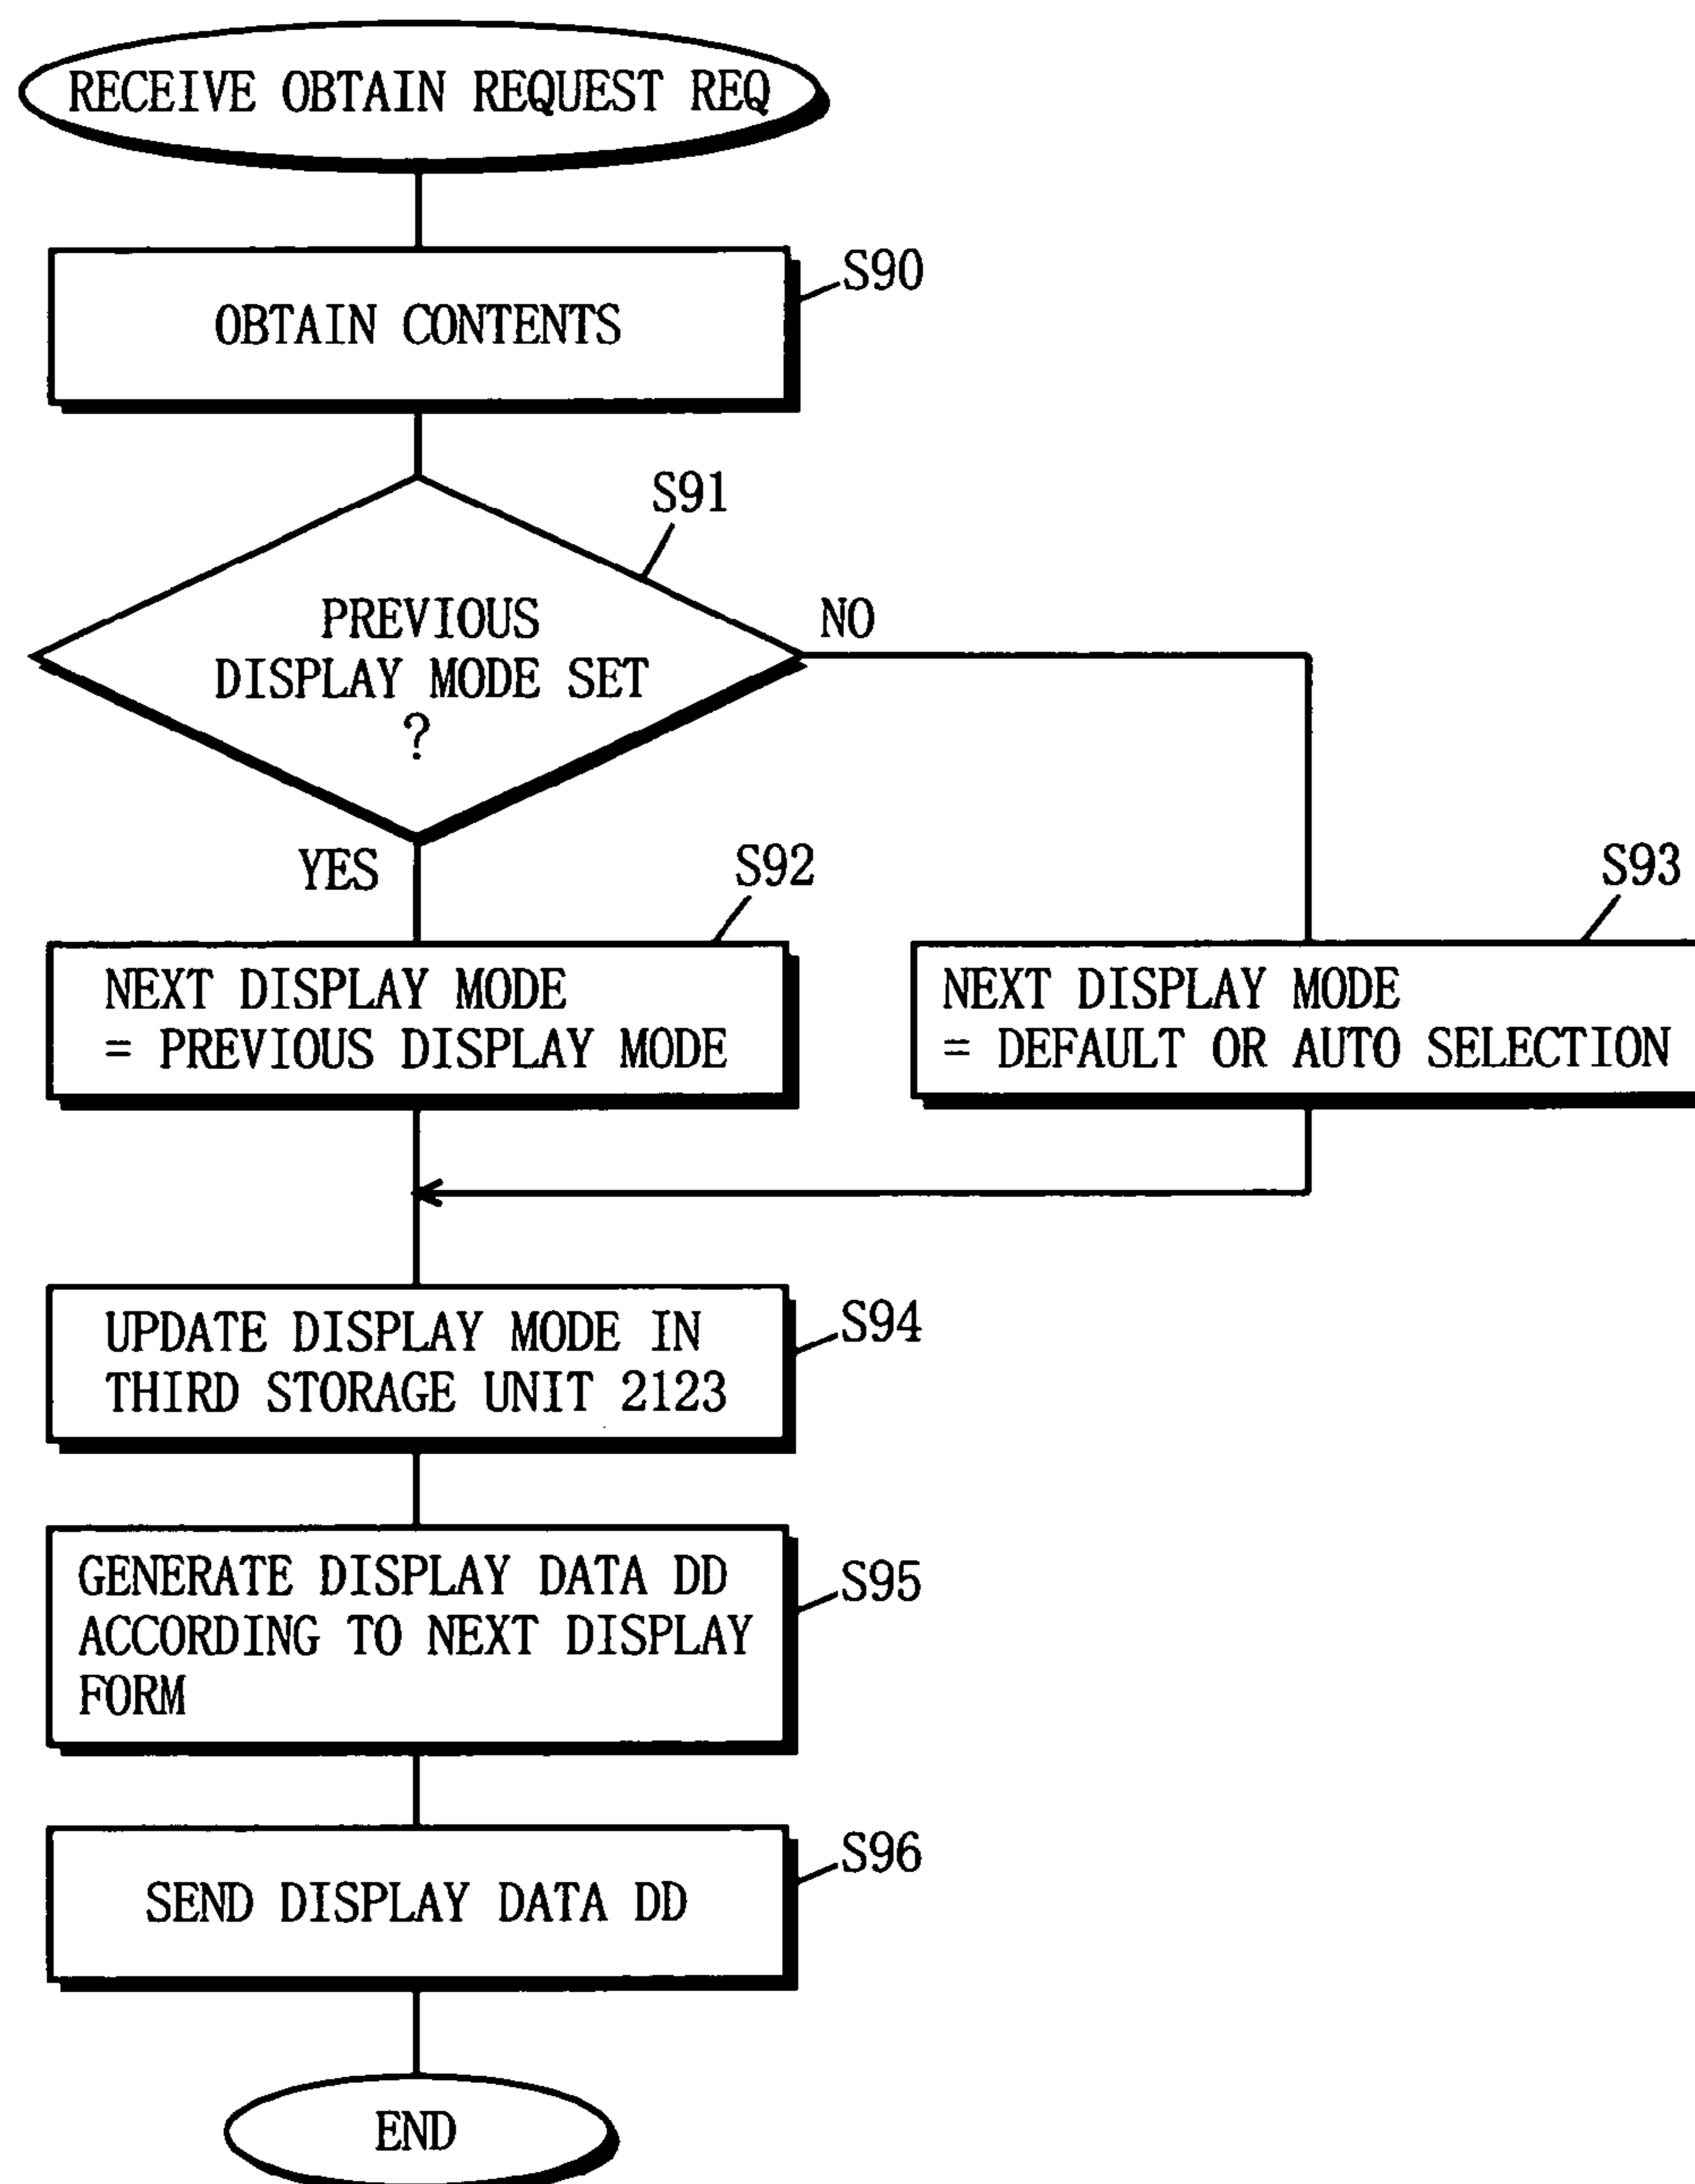 RECEIVE OBTAIN REQUEST REQ
S90
OBTAIN CONTENTS
S91
PREVIOUS
DISPLAY MODE SET
?
NO
YES
S92
NEXT DISPLAY MODE
= PREVIOUS DISPLAY MODE
S93
NEXT DISPLAY MODE
= DEFAULT OR AUTO SELECTION
S94
UPDATE DISPLAY MODE IN
THIRD STORAGE UNIT 2123
S95
GENERATE DISPLAY DATA DD
ACCORDING TO NEXT DISPLAY
FORM
S96
SEND DISPLAY DATA DD
END